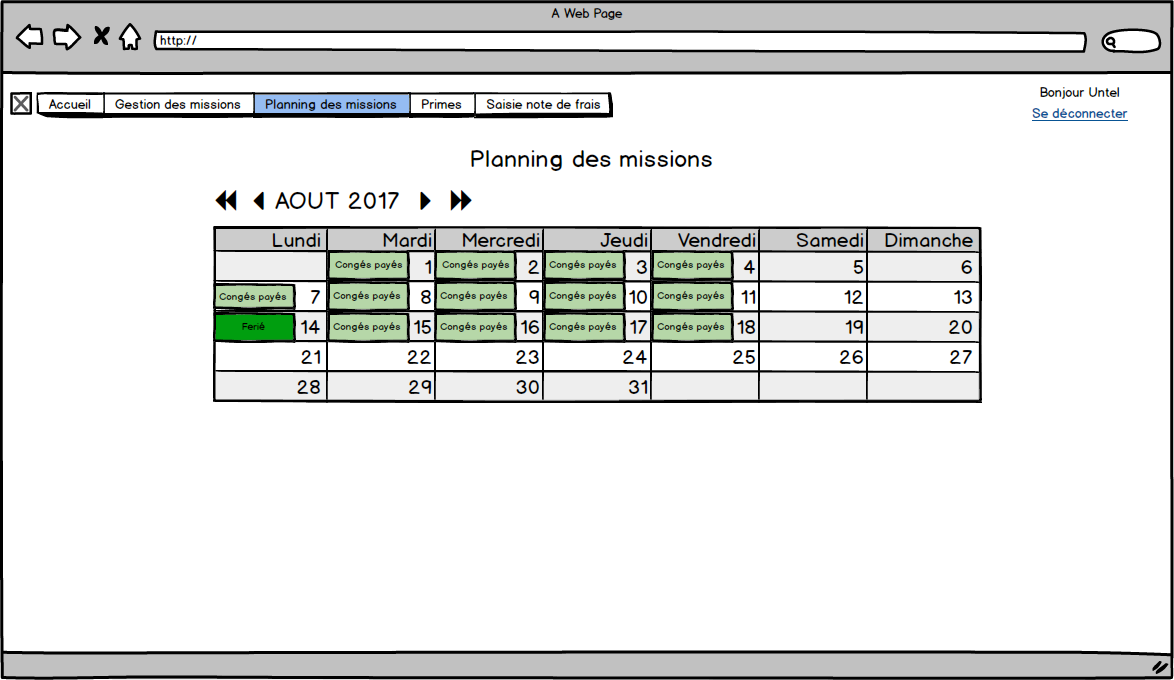 A Web Page
http://
Accueil Gestion des missions Planning des missions Primes Saisie note de frais
Bonjour Untel
Se déconnecter
Planning des missions
AOUT 2017
Lundi Mardi Mercredi Jeudi Vendredi Samedi Dimanche
Congés payés 1 Congés payés 2 Congés payés 3 Congés payés 4 5 6
Congés payés 7 Congés payés 8 Congés payés 9 Congés payés 10 Congés payés 11 12 13
Ferié 14 Congés payés 15 Congés payés 16 Congés payés 17 Congés payés 18 19 20
21 22 23 24 25 26 27
28 29 30 31